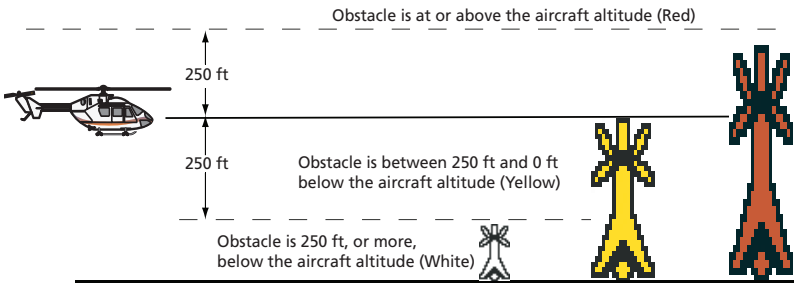 Obstacle is at or above the aircraft altitude (Red)
250 ft
250 ft
Obstacle is between 250 ft and 0 ft
below the aircraft altitude (Yellow)
Obstacle is 250 ft, or more,
below the aircraft altitude (White)